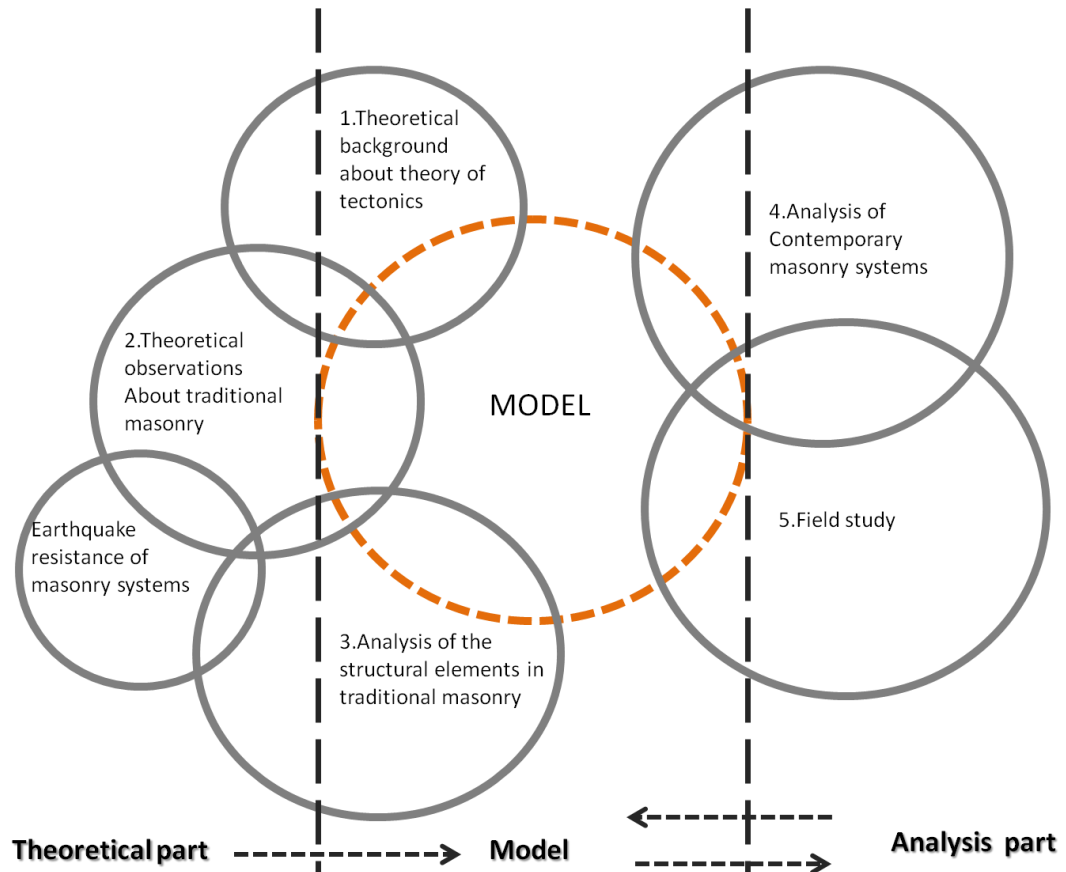 1.Theoretical
background
about theory of
tectonics
2.Theoretical
observations
About traditional
masonry
Earthquake
resistance of
masonry systems
3.Analysis of the
structural elements in
traditional masonry
MODEL
4.Analysis of
Contemporary
masonry systems
5.Field study
Theoretical part
Model
Analysis part